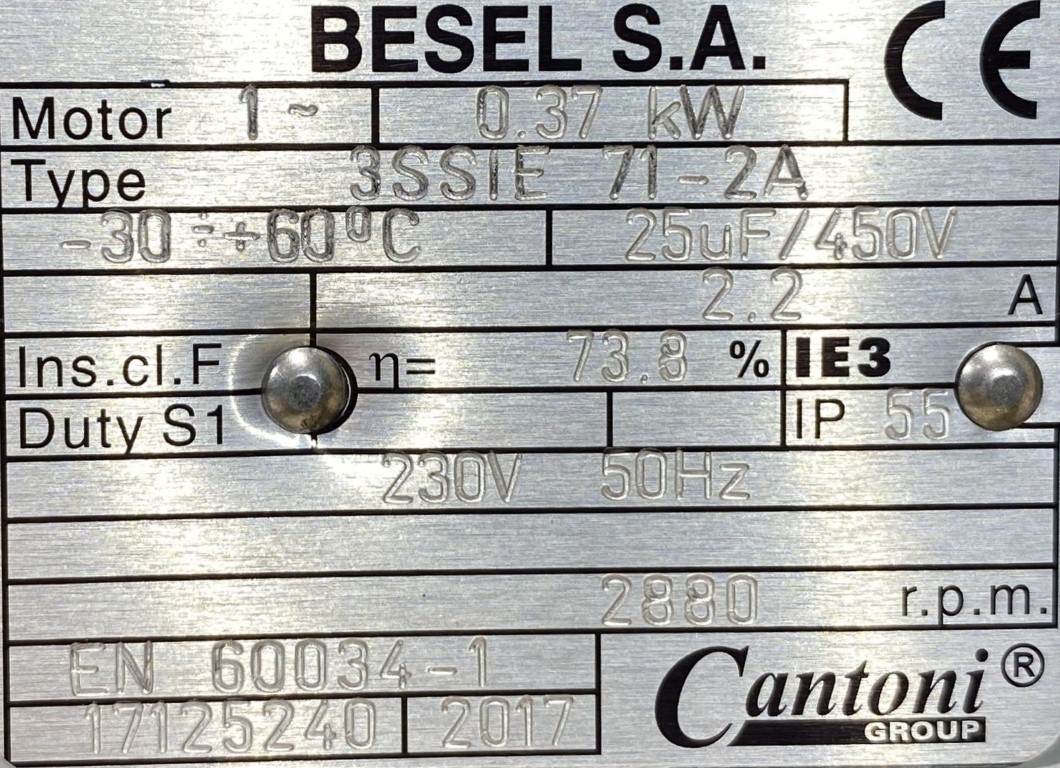 BESEL S.A. CE
Motor 1~ 0.37 kW
Type 3SSIE 71-2A
-30 ÷ +60ºC 25uF/450V
2.2 A
Ins.cl.F η= 73.8 % IE3
Duty S1 IP 55
230V 50Hz
2880 r.p.m.
EN 60034-1
17125240 2017
Cantoni®
GROUP